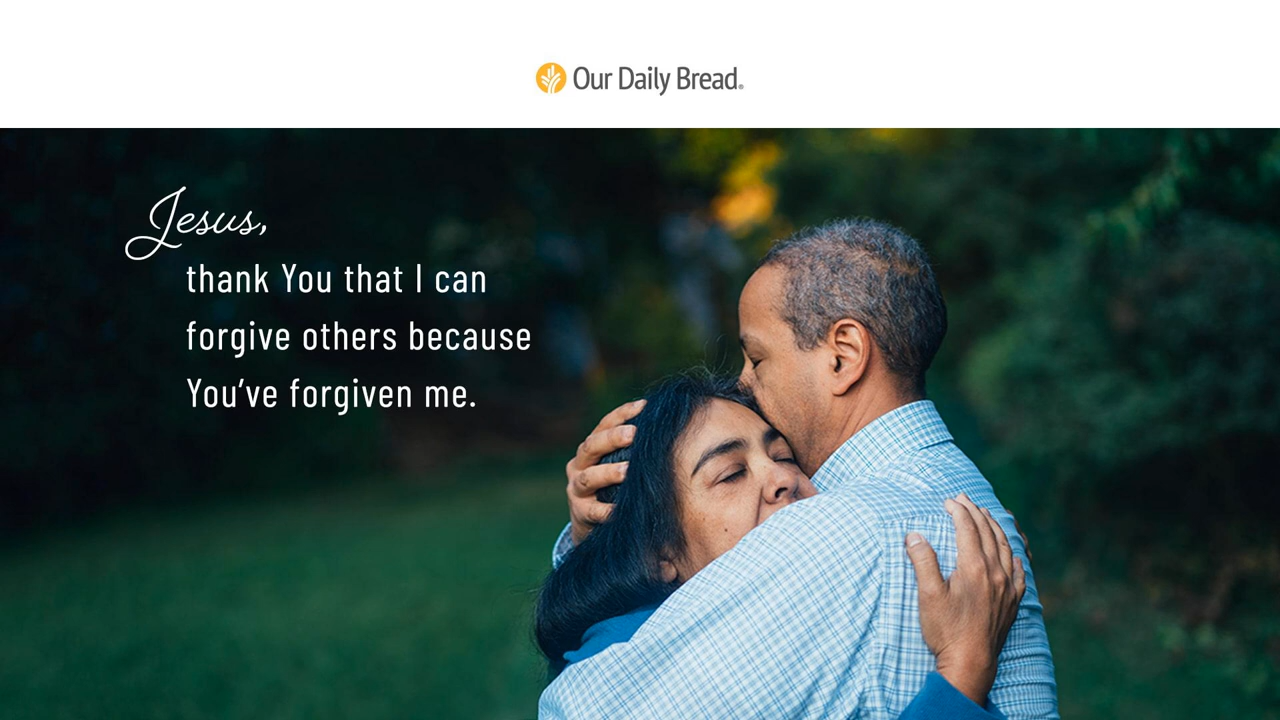 Our Daily Bread®
Jesus,
thank You that I can
forgive others because
You’ve forgiven me.